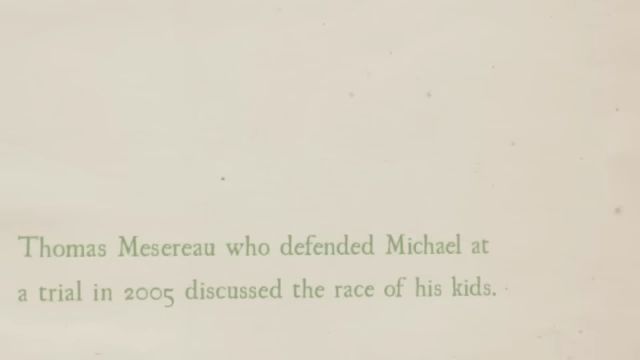 Thomas Mesereau who defended Michael at
a trial in 2005 discussed the race of his kids.